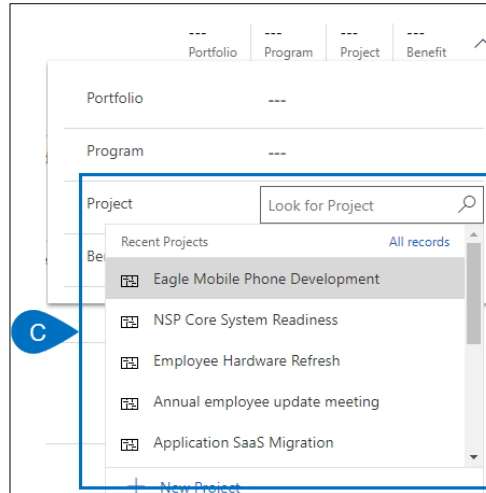 --- --- --- ---
Portfolio Program Project Benefit
Portfolio ---
Program ---
Project Look for Project
Recent Projects All records
Be
Eagle Mobile Phone Development
C
NSP Core System Readiness
Employee Hardware Refresh
Annual employee update meeting
Application SaaS Migration
+ New Project